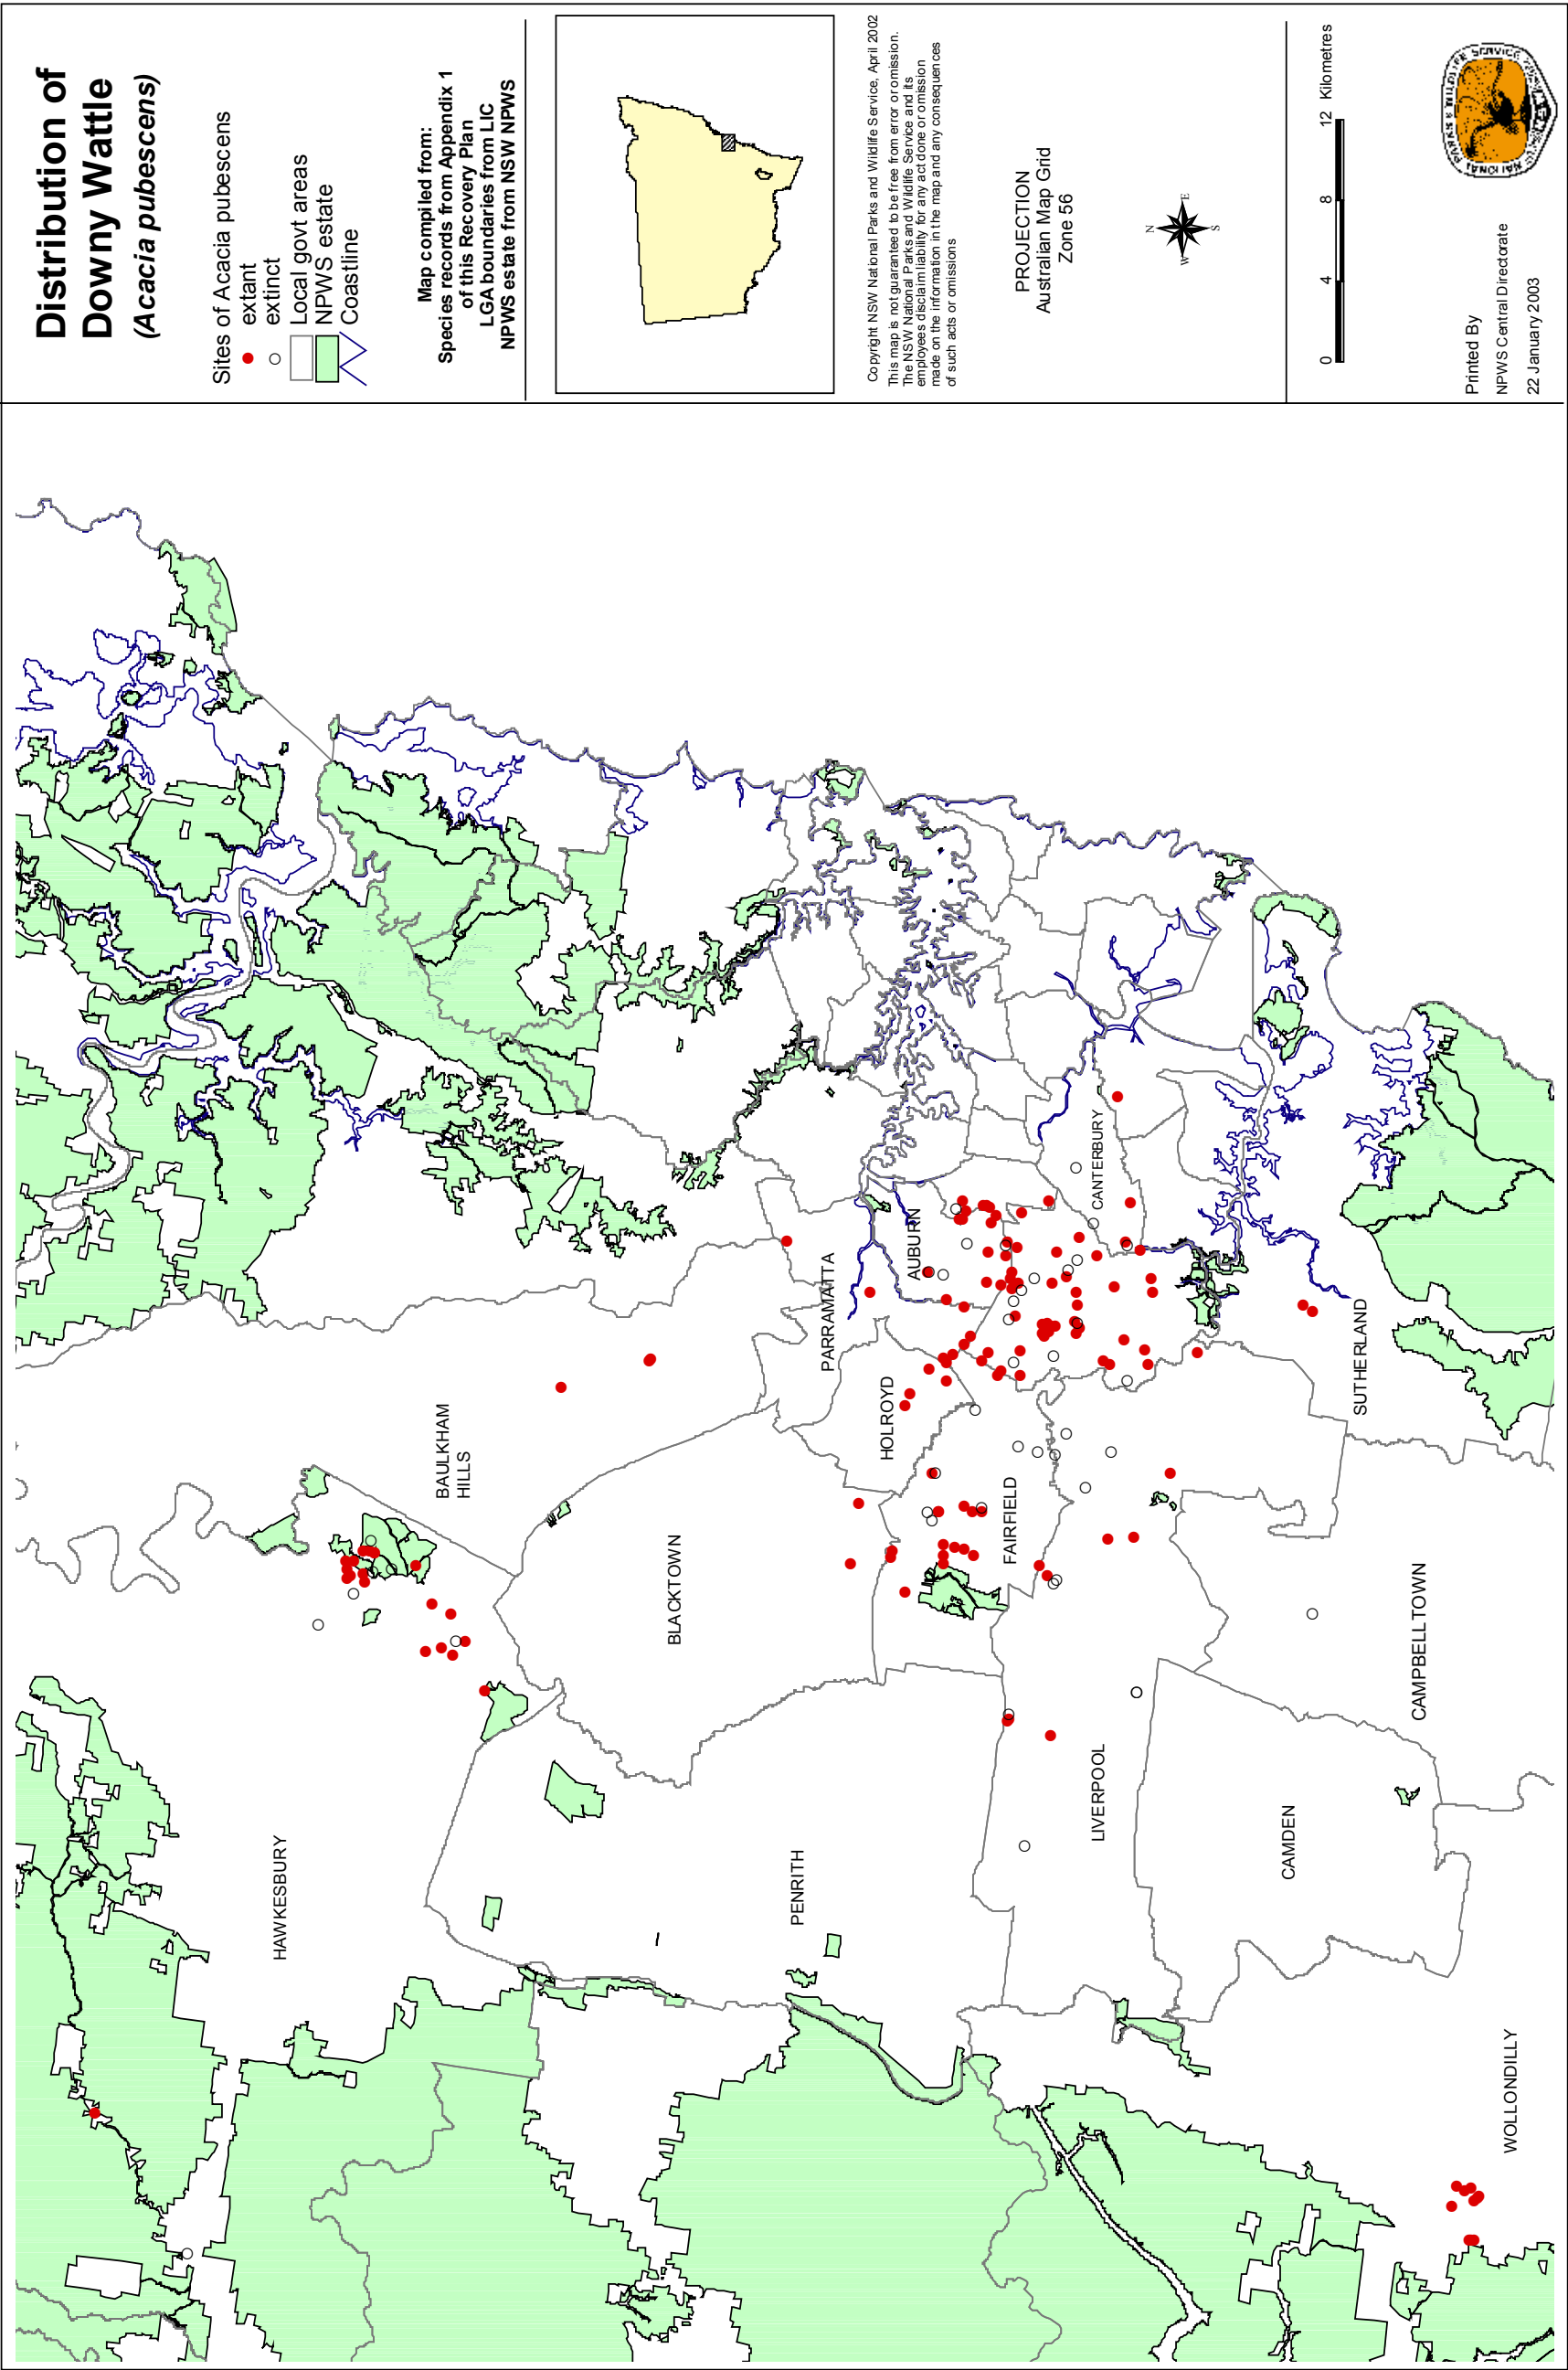 Distribution of
Downy Wattle
(Acacia pubescens)
Sites of Acacia pubescens
extant
extinct
Local govt areas
NPWS estate
Coastline
Map compiled from:
Species records from Appendix 1
of this Recovery Plan
LGA boundaries from LIC
NPWS estate from NSW NPWS
Copyright NSW National Parks and Wildlife Service, April 2002
This map is not guaranteed to be free from error or omission.
The NSW National Parks and Wildlife Service and its
employees disclaim liability for any act done or omission
made on the information in the map and any consequences
of such acts or omissions
PROJECTION
Australian Map Grid
Zone 56
N
W E
S
0 4 8 12 Kilometres
Printed By
NPWS Central Directorate
22 January 2003
NATIONAL PARKS & WILDLIFE SERVICE
BAULKHAM
HILLS
HAWKESBURY
BLACKTOWN
PENRITH
PARRAMATTA
HOLROYD
AUBURN
FAIRFIELD
CANTERBURY
LIVERPOOL
CAMDEN
SUTHERLAND
CAMPBELLTOWN
WOLLONDILLY